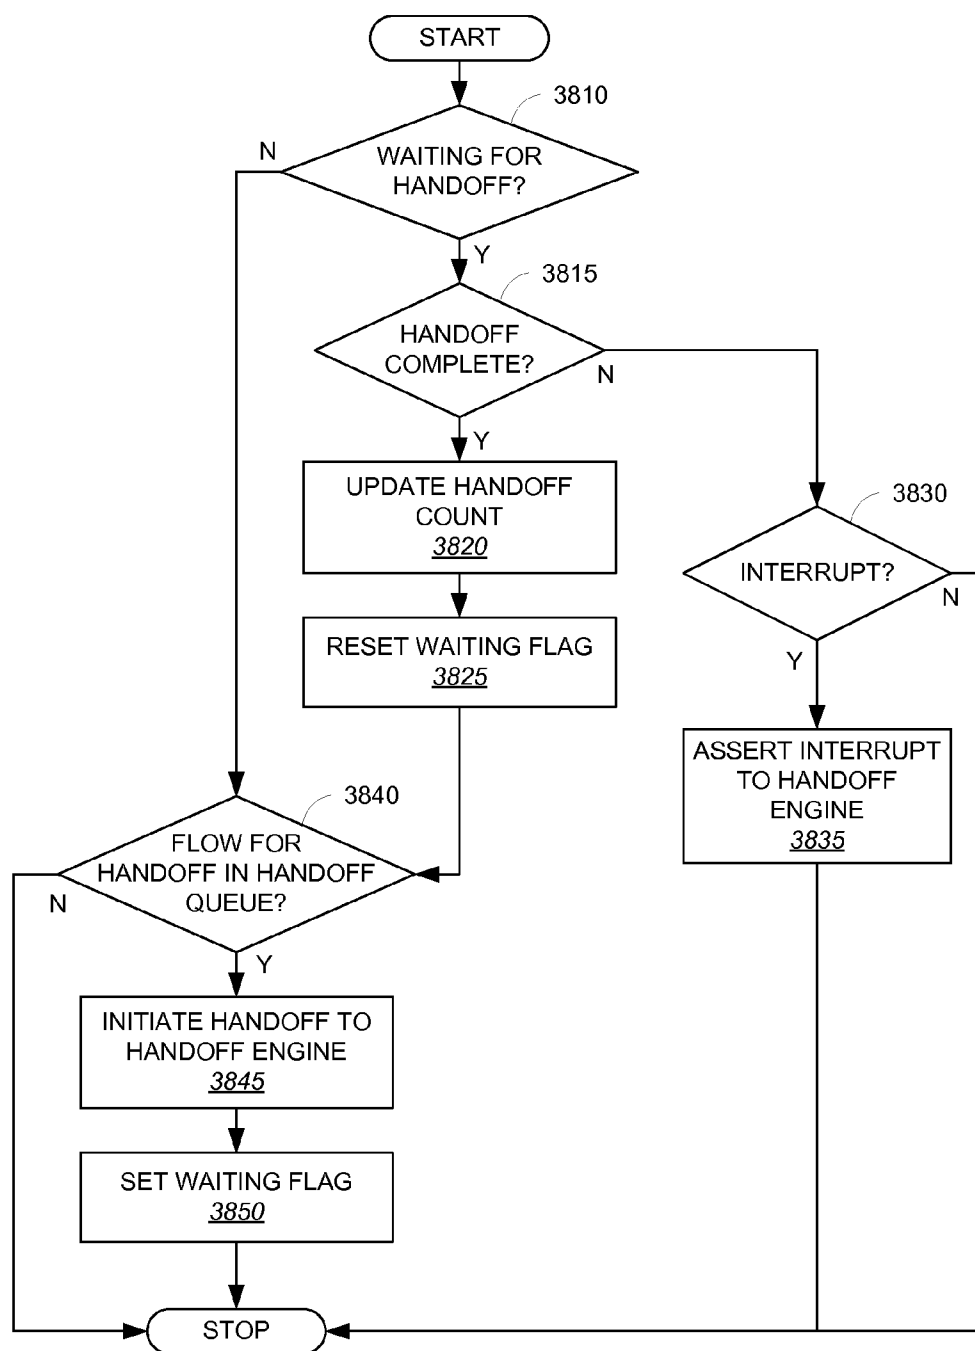 START
3810
N
WAITING FOR
HANDOFF?
Y
3815
HANDOFF
COMPLETE?
N
Y
UPDATE HANDOFF
COUNT
3820
3830
INTERRUPT?
N
Y
RESET WAITING FLAG
3825
ASSERT INTERRUPT
TO HANDOFF
ENGINE
3835
3840
FLOW FOR
HANDOFF IN HANDOFF
QUEUE?
N
Y
INITIATE HANDOFF TO
HANDOFF ENGINE
3845
SET WAITING FLAG
3850
STOP